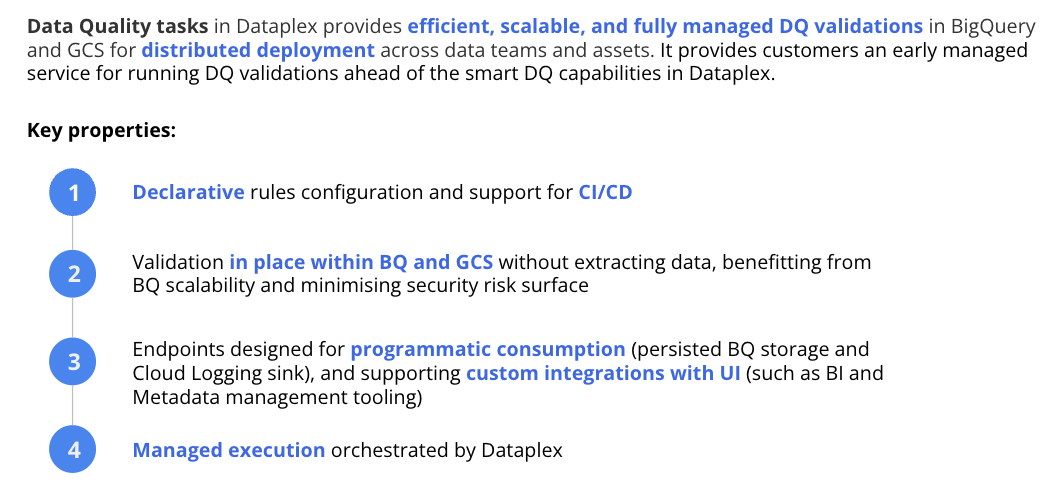 Data Quality tasks in Dataplex provides efficient, scalable, and fully managed DQ validations in BigQuery
and GCS for distributed deployment across data teams and assets. It provides customers an early managed
service for running DQ validations ahead of the smart DQ capabilities in Dataplex.
Key properties:
1
Declarative rules configuration and support for CI/CD
2
Validation in place within BQ and GCS without extracting data, benefitting from
BQ scalability and minimising security risk surface
3
Endpoints designed for programmatic consumption (persisted BQ storage and
Cloud Logging sink), and supporting custom integrations with UI (such as BI and
Metadata management tooling)
4
Managed execution orchestrated by Dataplex